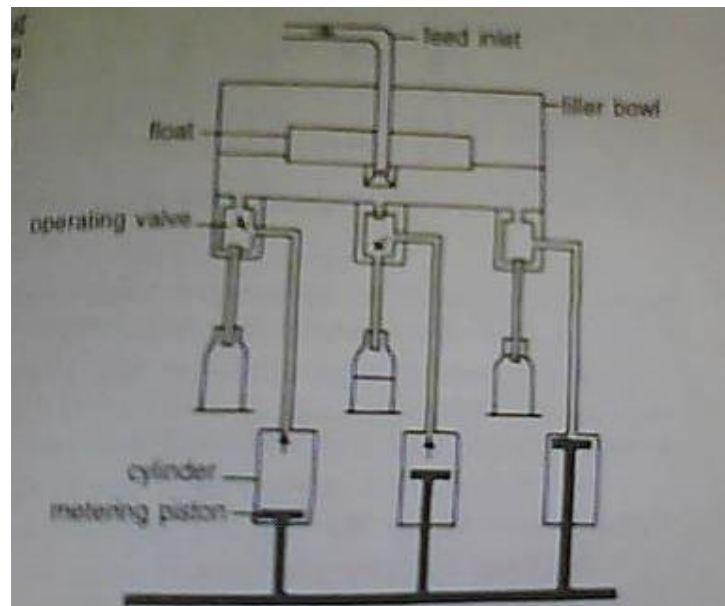 feed inlet
filler bowl
float
operating valve
cylinder
metering piston